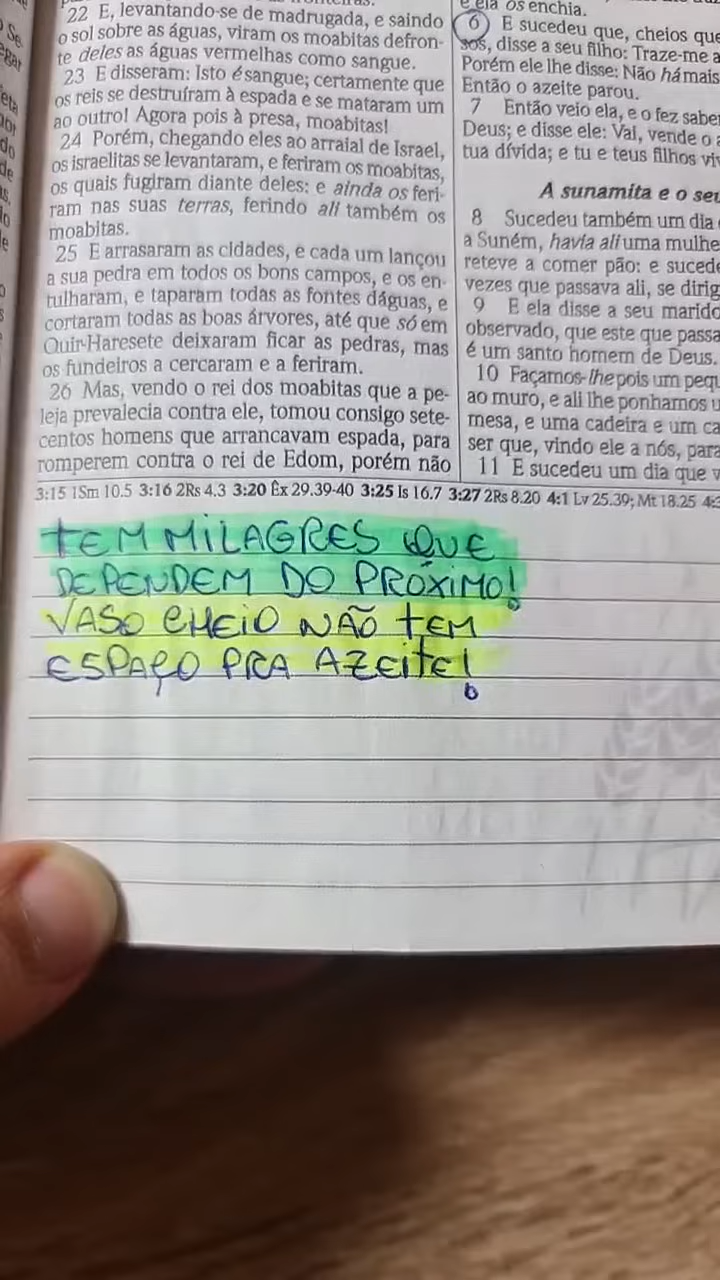 22 E, levantando-se de madrugada, e saindo
o sol sobre as águas, viram os moabitas defron-
te deles as águas vermelhas como sangue.
23 E disseram: Isto é sangue; certamente que
os reis se destruíram à espada e se mataram um
ao outro! Agora pois à presa, moabitas!
24 Porém, chegando eles ao arraial de Israel,
os israelitas se levantaram, e feriram os moabitas,
os quais fugiram diante deles; e ainda os feri-
ram nas suas terras, ferindo ali também os
moabitas.
25 E arrasaram as cidades, e cada um lançou
a sua pedra em todos os bons campos, e os en-
tulharam, e taparam todas as fontes dáguas, e
cortaram todas as boas árvores, até que só em
Quir-Haresete deixaram ficar as pedras, mas
os fundeiros a cercaram e a feriram.
26 Mas, vendo o rei dos moabitas que a pe-
leja prevalecia contra ele, tomou consigo sete-
centos homens que arrancavam espada, para
romperem contra o rei de Edom, porém não
e ela os enchia.
6 E sucedeu que, cheios que
sos, disse a seu filho: Traze-me a
Porém ele lhe disse: Não há mais
Então o azeite parou.
7 Então veio ela, e o fez saber
Deus; e disse ele: Vai, vende o
tua dívida; e tu e teus filhos
A sunamita e o seu
8 Sucedeu também um dia
a Suném, havia ali uma mulhe
reteve a comer pão: e sucede
vezes que passava ali, se dirig
9 E ela disse a seu marido
observado, que este que passa
é um santo homem de Deus.
10 Façamos-lhe pois um pequ
ao muro, e ali lhe ponhamos u
mesa, e uma cadeira e um ca
ser que, vindo ele a nós, para
11 E sucedeu um dia que v
3:15 1Sm 10.5 3:16 2Rs 4.3 3:20 Êx 29.39-40 3:25 Is 16.7 3:27 2Rs 8.20 4:1 Lv 25.39; Mt 18.25
TEM MILAGRES QUE
DEPENDEM DO PRÓXIMO!
VASO CHEIO NÃO TEM
ESPAÇO PRA AZEITE!